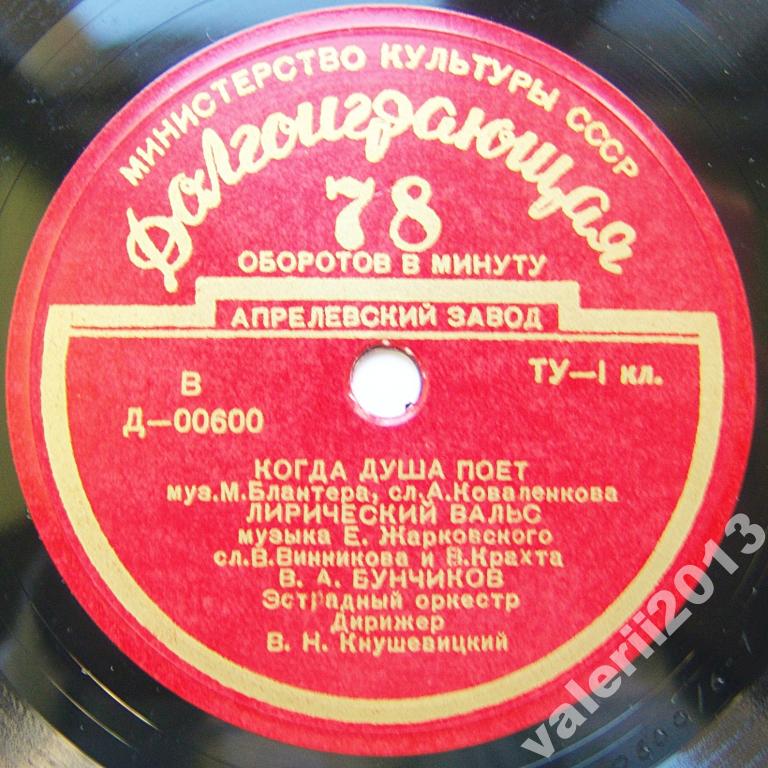 МИНИСТЕРСТВО КУЛЬТУРЫ СССР
Долгоиграющая
78
ОБОРОТОВ В МИНУТУ
АПРЕЛЕВСКИЙ ЗАВОД
В
Д—00600
ТУ—I кл.
КОГДА ДУША ПОЕТ
муз.М.Блантера, сл.А.Коваленкова
ЛИРИЧЕСКИЙ ВАЛЬС
музыка Е. Жарковского
сл.В.Винникова и В.Крахта
В. А. БУНЧИКОВ
Эстрадный оркестр
Дирижер
В. Н. Кнушевицкий
valerii2013